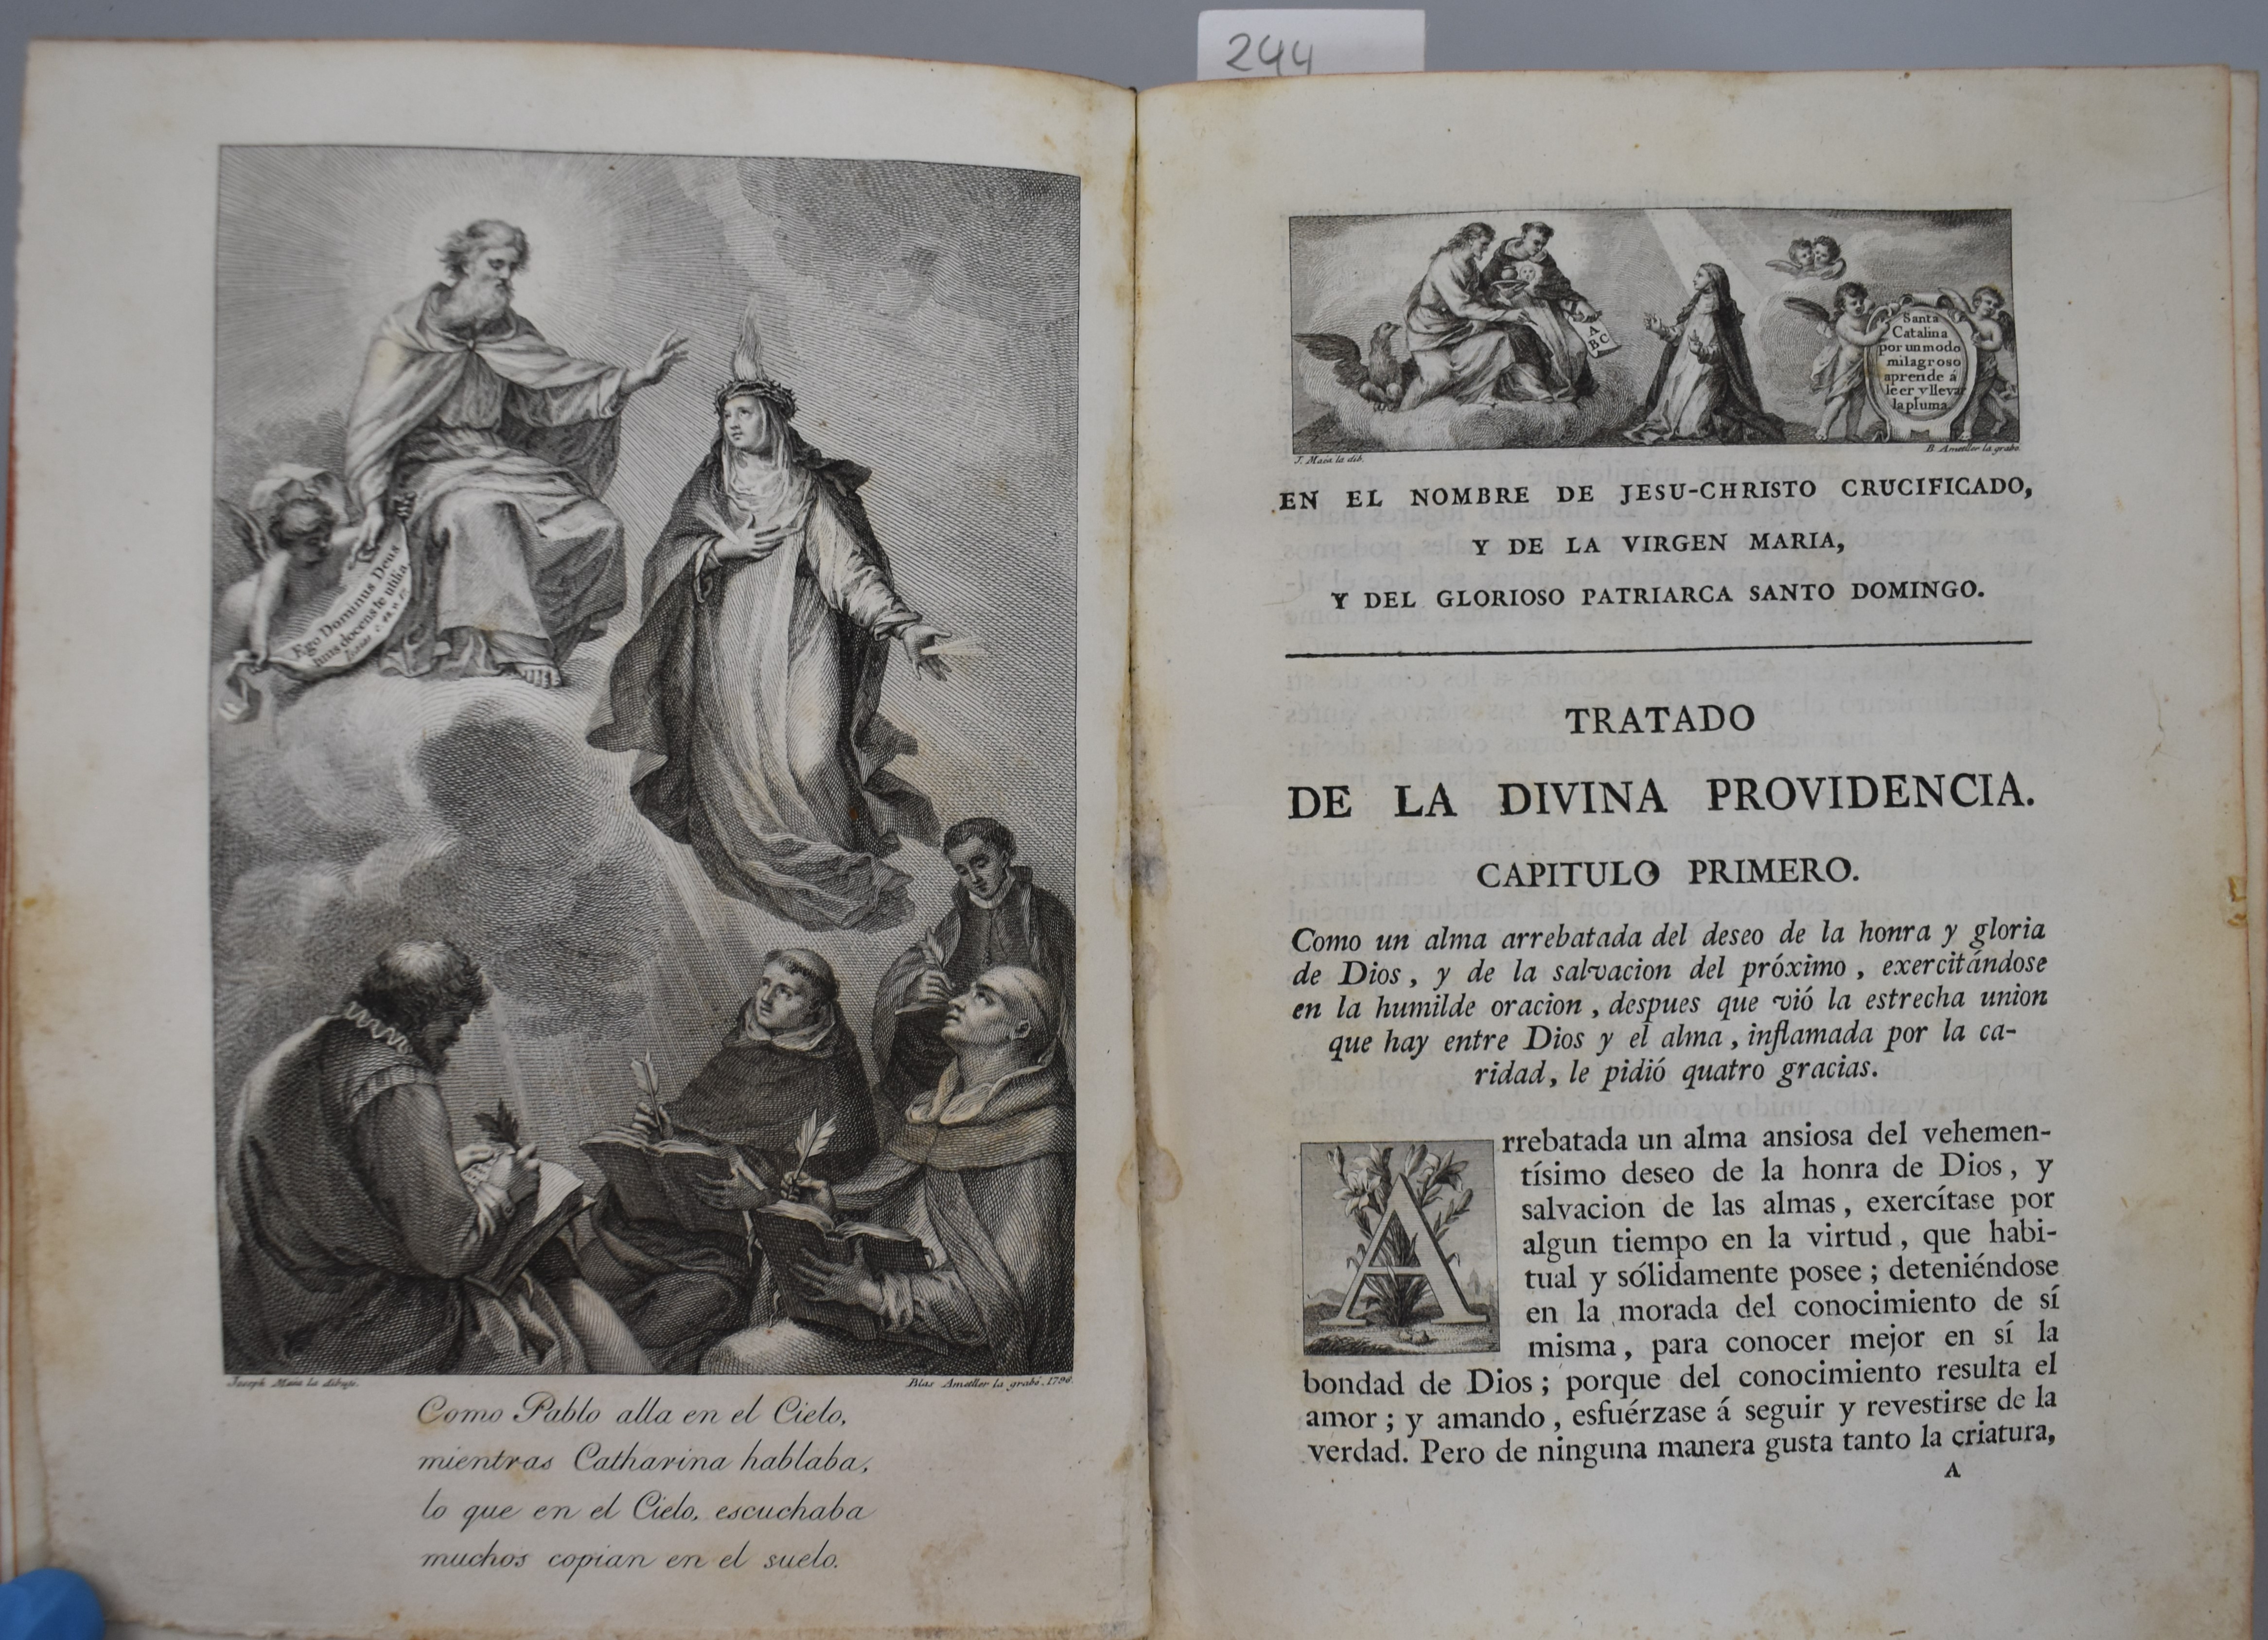 244
Ego Dominus Deus
tuus docens te utilia.
Joseph Maéa la dibujó.
Blas Ametller la grabó, 1796.
Como Pablo alla en el Cielo,
mientras Catharina hablaba,
lo que en el Cielo, escuchaba
muchos copian en el suelo.
A
B C
Santa
Catalina
por un modo
milagroso
aprende á
leer y llevar
la pluma.
J. Maéa la dib.
B. Ametller la grabó.
EN EL NOMBRE DE JESU-CHRISTO CRUCIFICADO,
Y DE LA VIRGEN MARIA,
Y DEL GLORIOSO PATRIARCA SANTO DOMINGO.
TRATADO
DE LA DIVINA PROVIDENCIA.
CAPITULO PRIMERO.
Como un alma arrebatada del deseo de la honra y gloria
de Dios, y de la salvacion del próximo, exercitándose
en la humilde oracion, despues que vió la estrecha union
que hay entre Dios y el alma, inflamada por la ca-
ridad, le pidió quatro gracias.
Arrebatada un alma ansiosa del vehemen-
tísimo deseo de la honra de Dios, y
salvacion de las almas, exercítase por
algun tiempo en la virtud, que habi-
tual y sólidamente posee; deteniéndose
en la morada del conocimiento de sí
misma, para conocer mejor en sí la
bondad de Dios; porque del conocimiento resulta el
amor; y amando, esfuérzase á seguir y revestirse de la
verdad. Pero de ninguna manera gusta tanto la criatura,
A